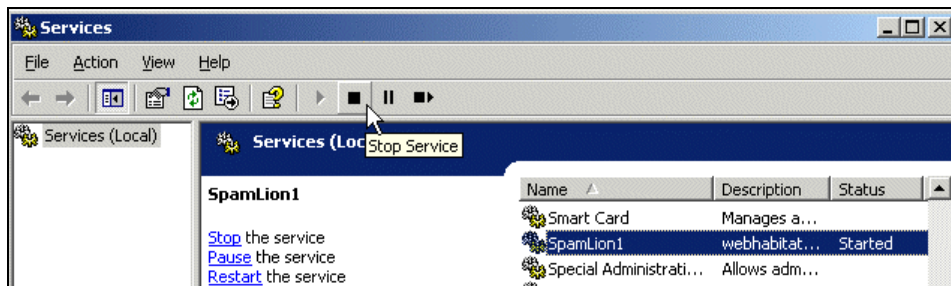 Services
File Action View Help
Services (Local)
Services (Loc
Stop Service
SpamLion1
Stop the service
Pause the service
Restart the service
Name Description Status
Smart Card Manages a...
SpamLion1 webhabitat... Started
Special Administrati... Allows adm...